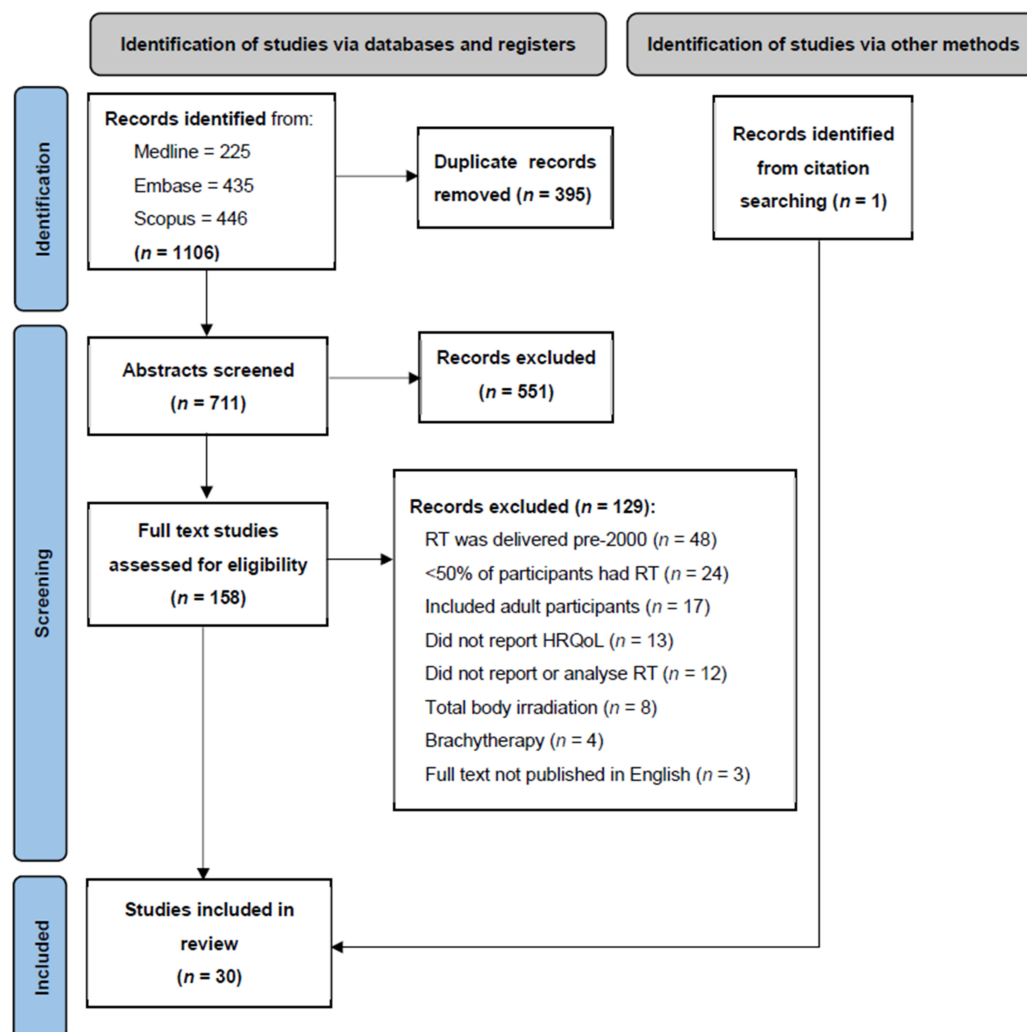 Identification of studies via databases and registers
Identification of studies via other methods
Identification
Records identified from:
Medline = 225
Embase = 435
Scopus = 446
(n = 1106)
Duplicate records
removed (n = 395)
Records identified
from citation
searching (n = 1)
Screening
Abstracts screened
(n = 711)
Records excluded
(n = 551)
Full text studies
assessed for eligibility
(n = 158)
Records excluded (n = 129):
RT was delivered pre-2000 (n = 48)
<50% of participants had RT (n = 24)
Included adult participants (n = 17)
Did not report HRQoL (n = 13)
Did not report or analyse RT (n = 12)
Total body irradiation (n = 8)
Brachytherapy (n = 4)
Full text not published in English (n = 3)
Included
Studies included in
review
(n = 30)